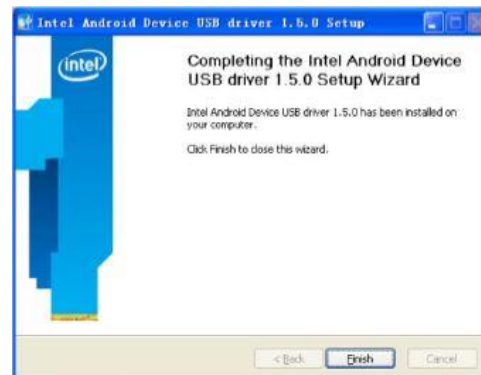 Intel Android Device USB driver 1.5.0 Setup
intel
Completing the Intel Android Device
USB driver 1.5.0 Setup Wizard
Intel Android Device USB driver 1.5.0 has been installed on
your computer.
Click Finish to close this wizard.
< Back
Finish
Cancel